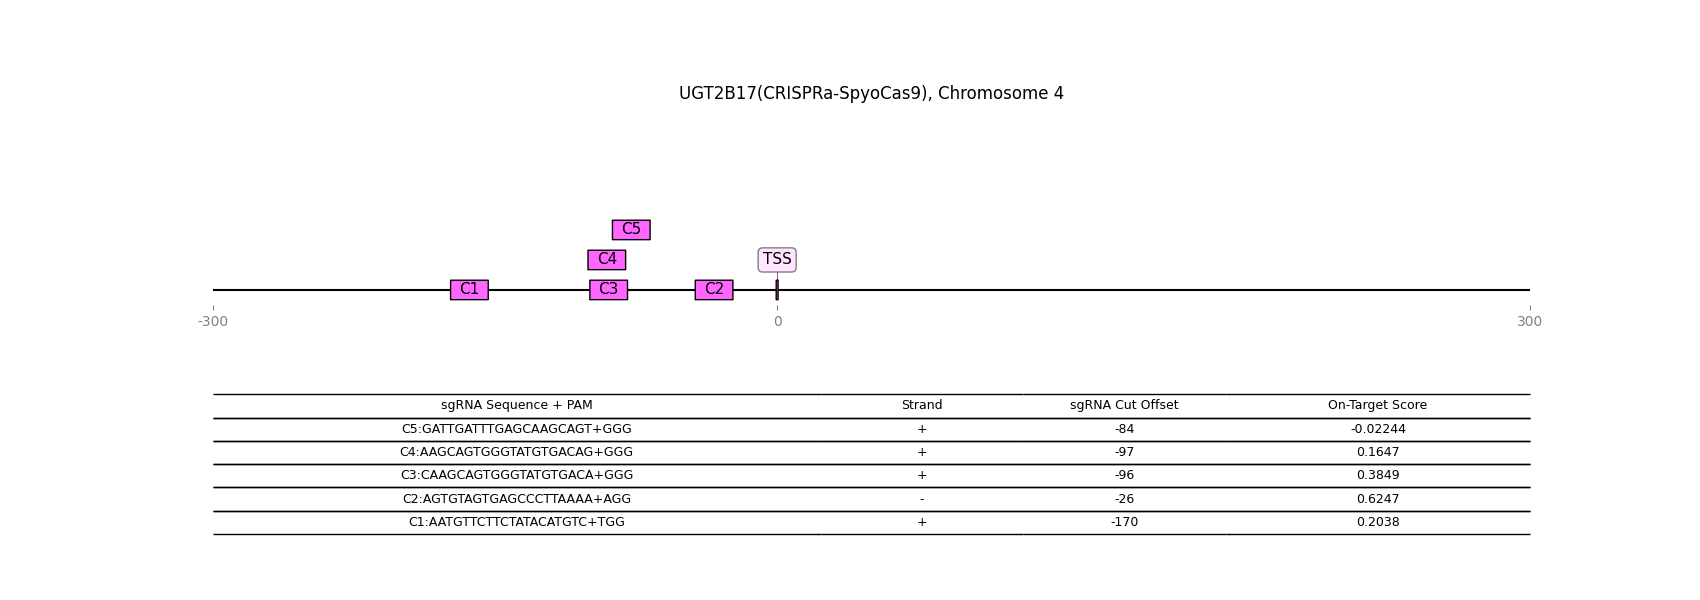 UGT2B17(CRISPRa-SpyoCas9), Chromosome 4
C5
C4
TSS
C1
C3
C2
-300
0
300
sgRNA Sequence + PAM Strand sgRNA Cut Offset On-Target Score
C5:GATTGATTTGAGCAAGCAGT+GGG + -84 -0.02244
C4:AAGCAGTGGGTATGTGACAG+GGG + -97 0.1647
C3:CAAGCAGTGGGTATGTGACA+GGG + -96 0.3849
C2:AGTGTAGTGAGCCCTTAAAA+AGG - -26 0.6247
C1:AATGTTCTTCTATACATGTC+TGG + -170 0.2038